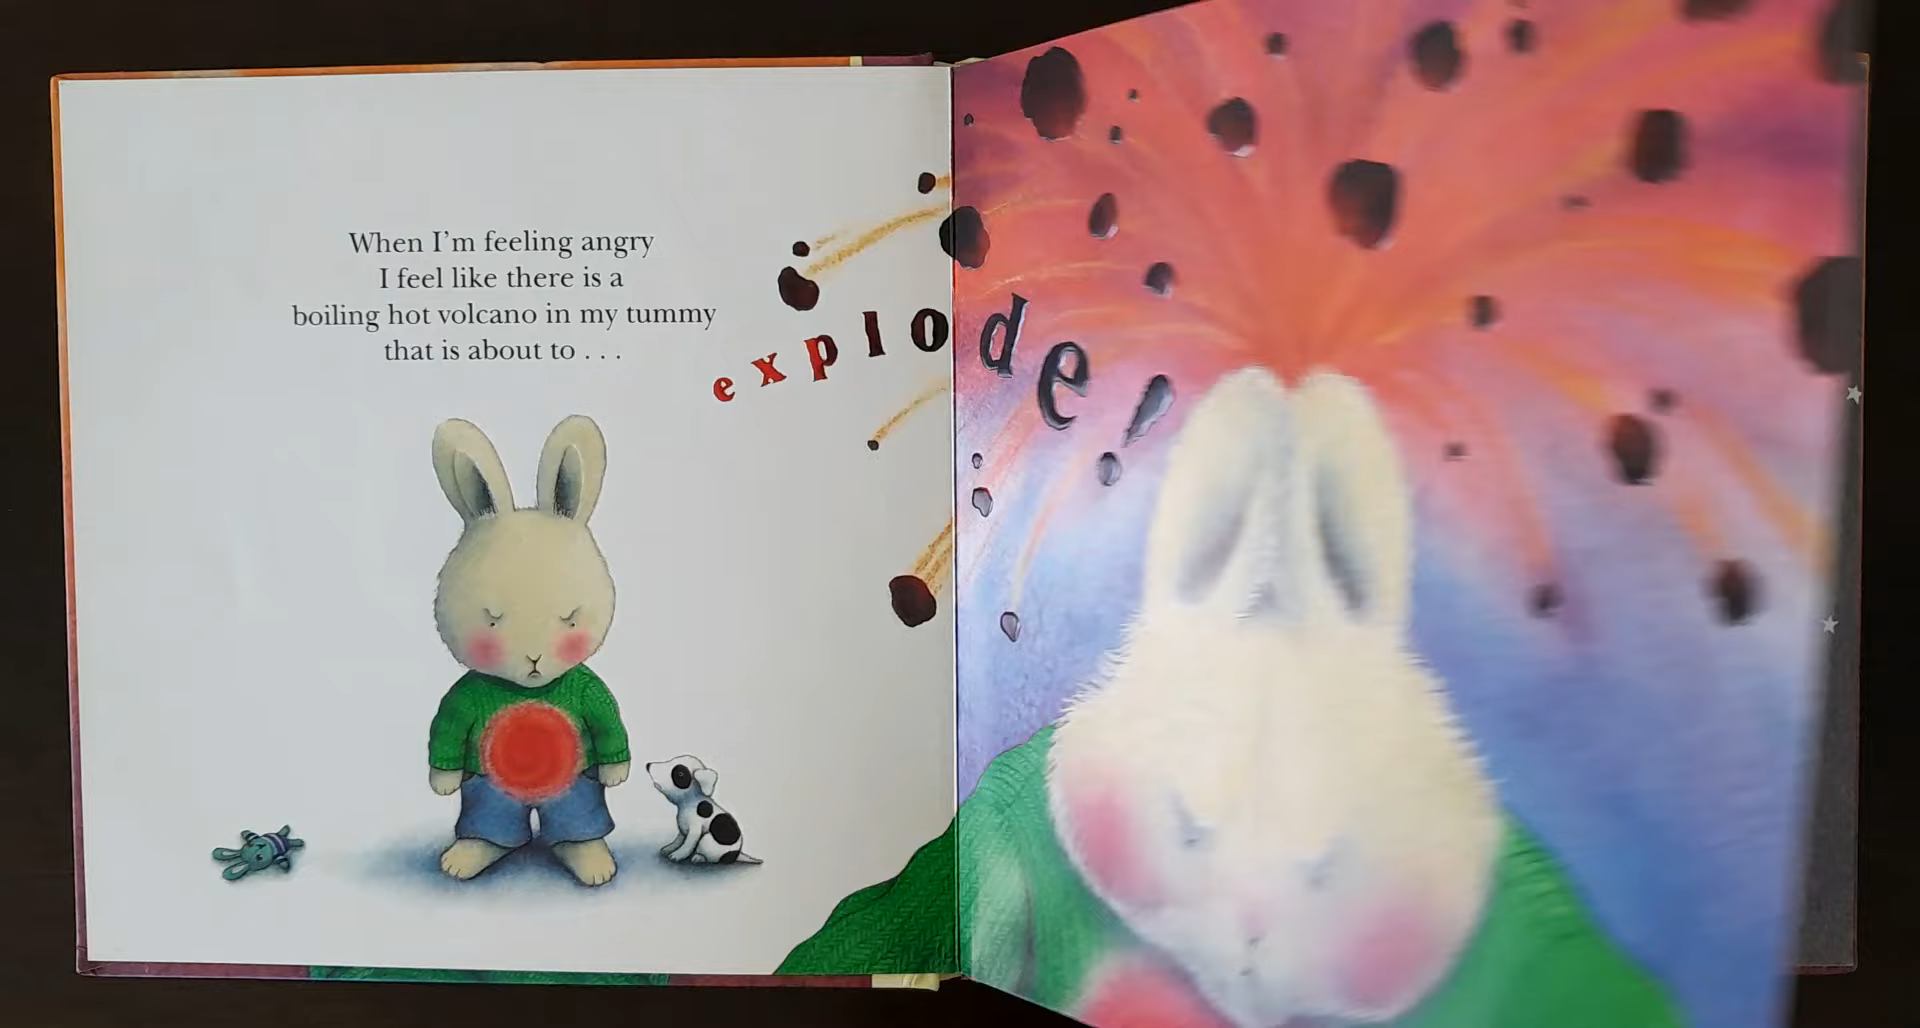 When I'm feeling angry
I feel like there is a
boiling hot volcano in my tummy
that is about to . . .
explode!